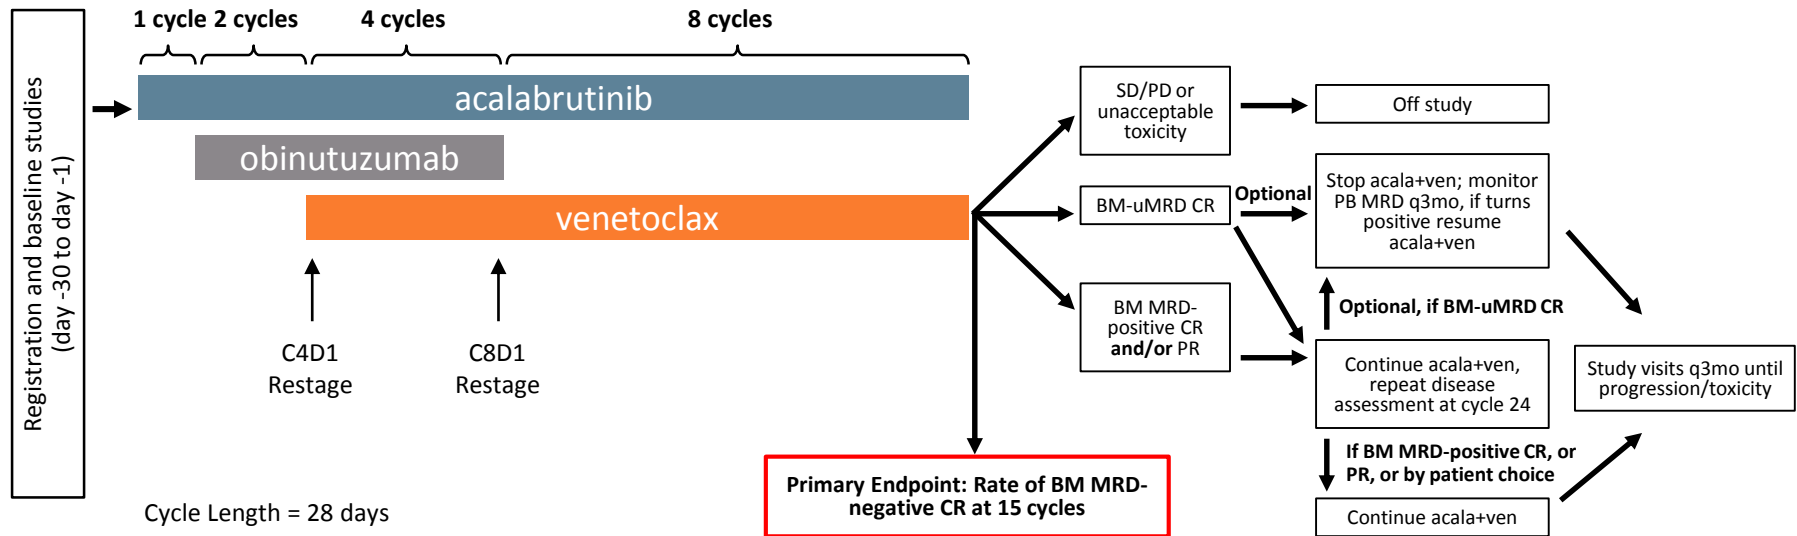 Registration and baseline studies
(day -30 to day -1)
1 cycle 2 cycles 4 cycles 8 cycles
acalabrutinib
obinutuzumab
venetoclax
C4D1
Restage
C8D1
Restage
Cycle Length = 28 days
Primary Endpoint: Rate of BM MRD-
negative CR at 15 cycles
SD/PD or
unacceptable
toxicity
Off study
BM-uMRD CR
Optional
Stop acala+ven; monitor
PB MRD q3mo, if turns
positive resume
acala+ven
BM MRD-
positive CR
and/or PR
Optional, if BM-uMRD CR
Continue acala+ven,
repeat disease
assessment at cycle 24
If BM MRD-positive CR, or
PR, or by patient choice
Continue acala+ven
Study visits q3mo until
progression/toxicity